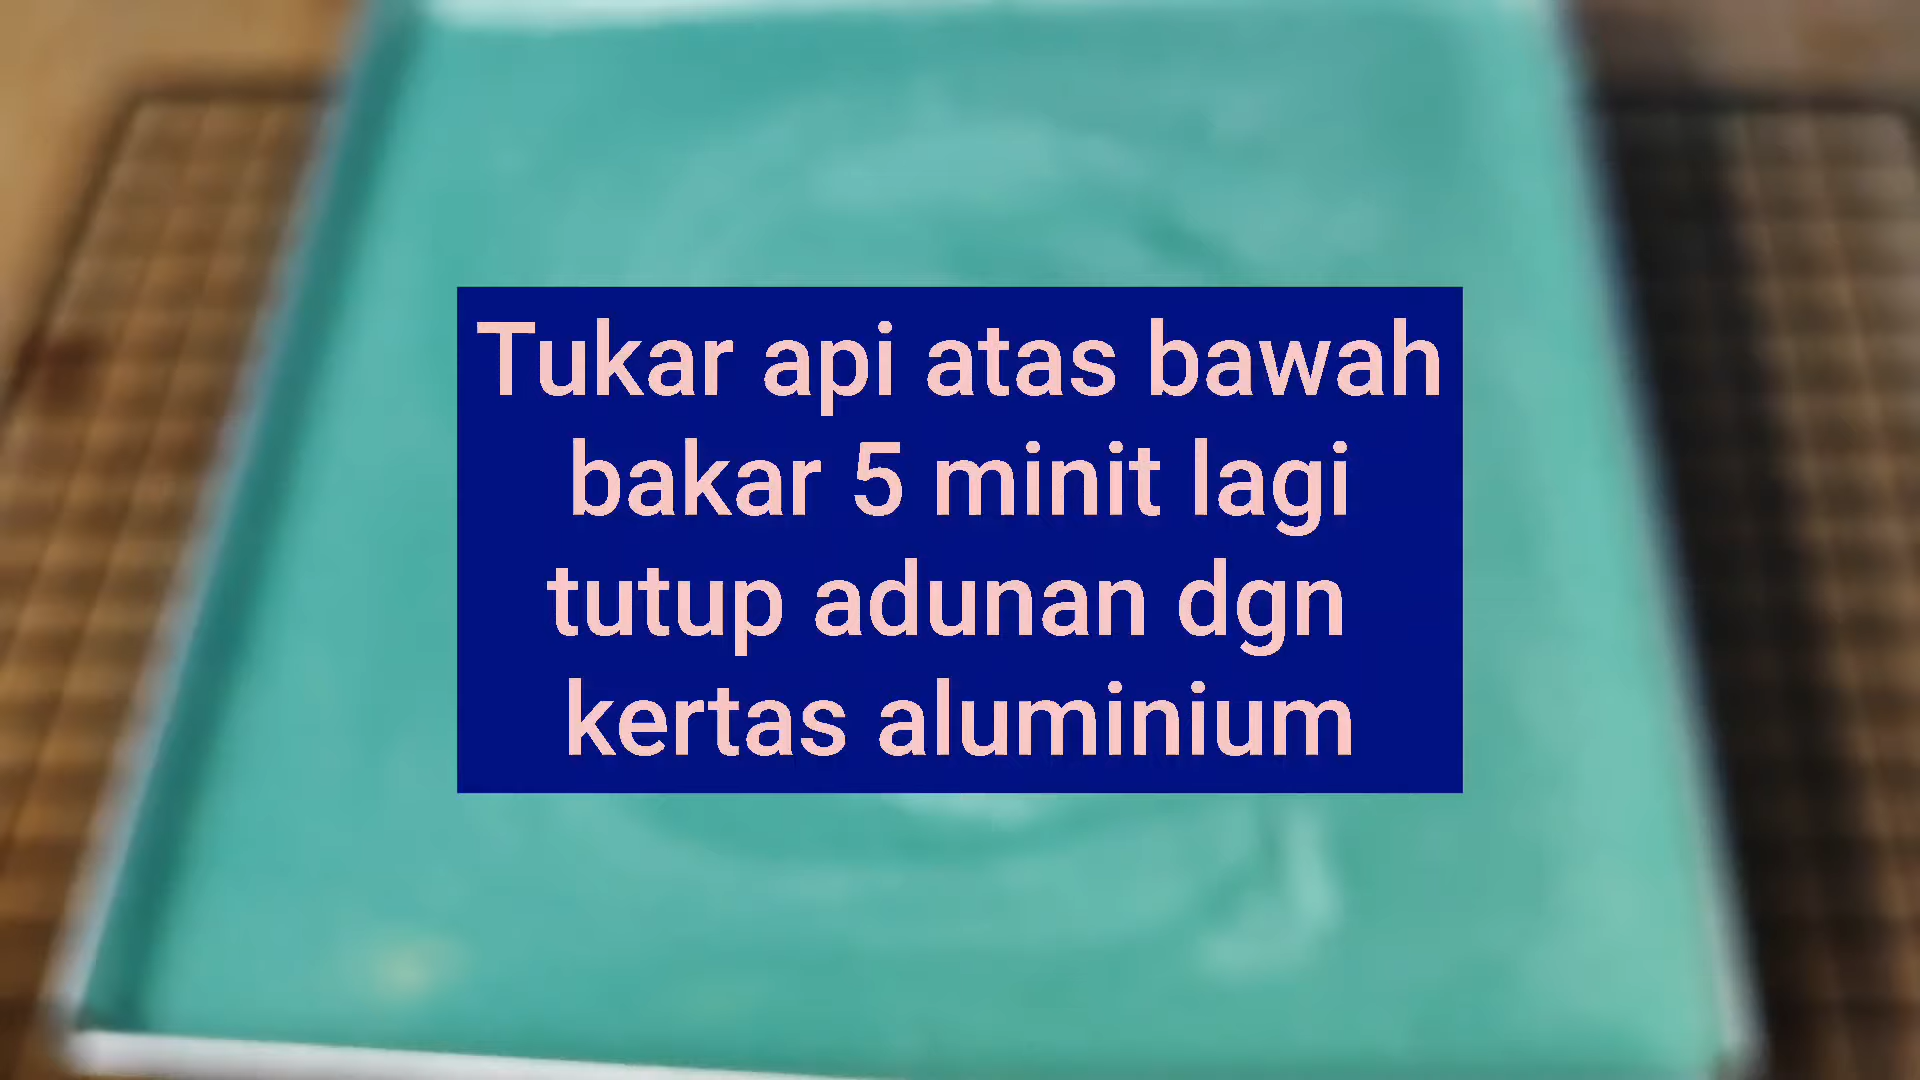 Tukar api atas bawah
bakar 5 minit lagi
tutup adunan dgn
kertas aluminium